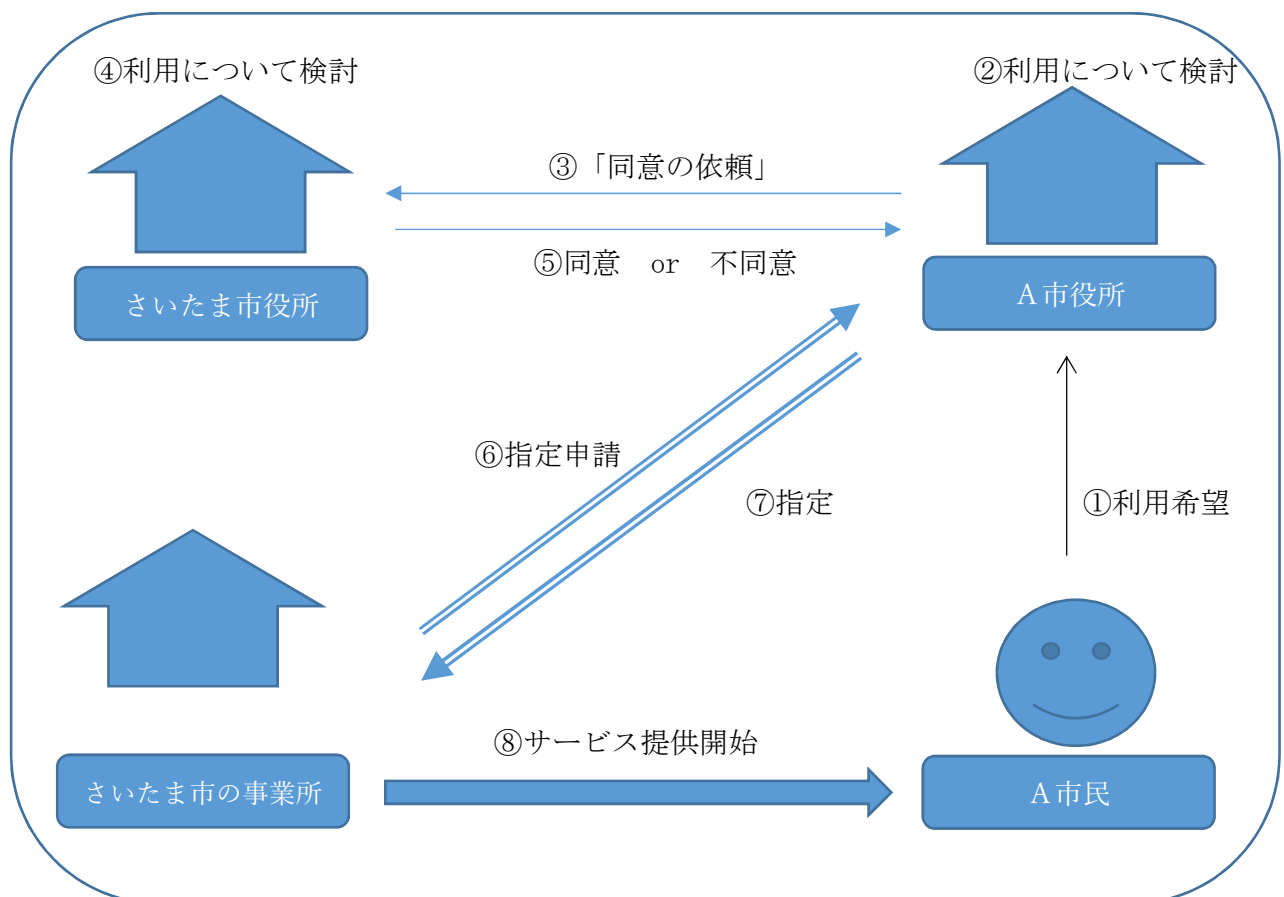 ④利用について検討
②利用について検討
③「同意の依頼」
⑤同意　or　不同意
さいたま市役所
Ａ市役所
⑥指定申請
⑦指定
①利用希望
⑧サービス提供開始
さいたま市の事業所
Ａ市民